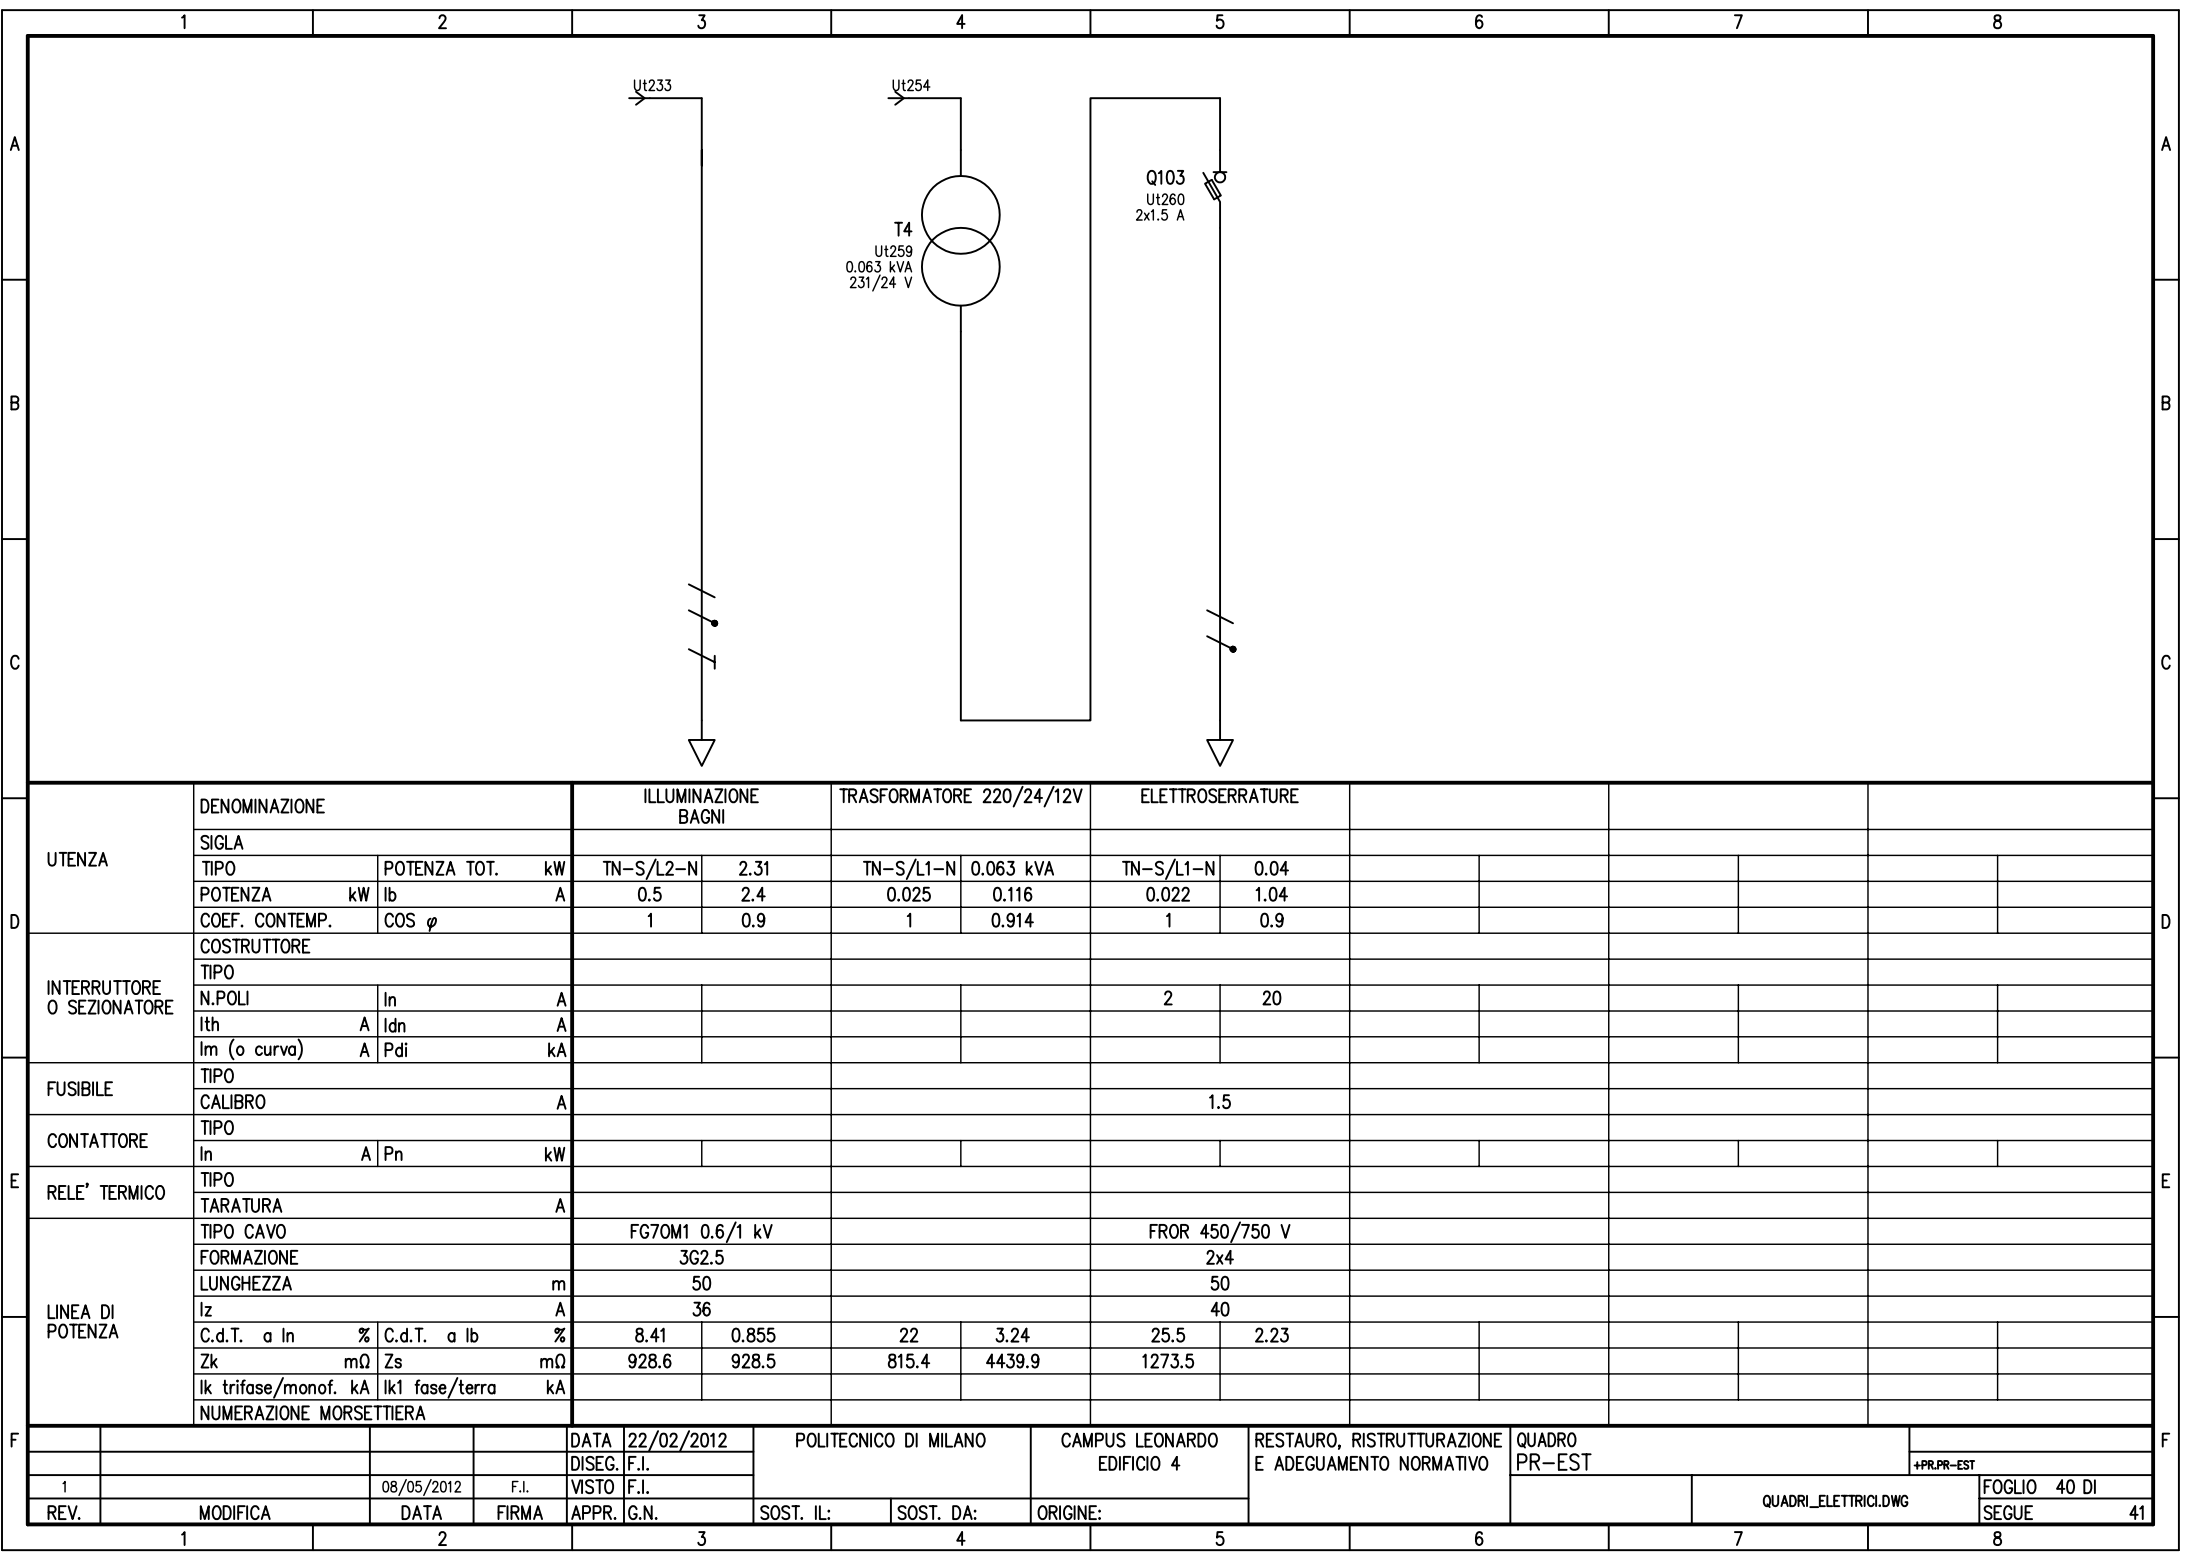 1 2 3 4 5 6 7 8
A A
B B
C C
D D
E E
F F
Ut233
Ut254
T4
Ut259
0.063 kVA
231/24 V
Q103
Ut260
2x1.5 A
UTENZA
DENOMINAZIONE ILLUMINAZIONE BAGNI TRASFORMATORE 220/24/12V ELETTROSERRATURE
SIGLA
TIPO POTENZA TOT. kW TN-S/L2-N 2.31 TN-S/L1-N 0.063 kVA TN-S/L1-N 0.04
POTENZA kW Ib A 0.5 2.4 0.025 0.116 0.022 1.04
COEF. CONTEMP. COS φ 1 0.9 1 0.914 1 0.9
INTERRUTTORE
O SEZIONATORE
COSTRUTTORE
TIPO
N.POLI In A 2 20
Ith A Idn A
Im (o curva) A Pdi kA
FUSIBILE
TIPO
CALIBRO A 1.5
CONTATTORE
TIPO
In A Pn kW
RELE' TERMICO
TIPO
TARATURA A
LINEA DI
POTENZA
TIPO CAVO FG7OM1 0.6/1 kV FROR 450/750 V
FORMAZIONE 3G2.5 2x4
LUNGHEZZA m 50 50
Iz A 36 40
C.d.T. a In % C.d.T. a Ib % 8.41 0.855 22 3.24 25.5 2.23
Zk mΩ Zs mΩ 928.6 928.5 815.4 4439.9 1273.5
Ik trifase/monof. kA Ik1 fase/terra kA
NUMERAZIONE MORSETTIERA
DATA 22/02/2012
DISEG. F.I.
1 08/05/2012 F.I. VISTO F.I.
REV. MODIFICA DATA FIRMA APPR. G.N.
POLITECNICO DI MILANO
SOST. IL: SOST. DA:
CAMPUS LEONARDO
EDIFICIO 4
ORIGINE:
RESTAURO, RISTRUTTURAZIONE
E ADEGUAMENTO NORMATIVO
QUADRO
PR-EST
+PR.PR-EST
QUADRI_ELETTRICI.DWG
FOGLIO 40 DI
SEGUE 41
1 2 3 4 5 6 7 8